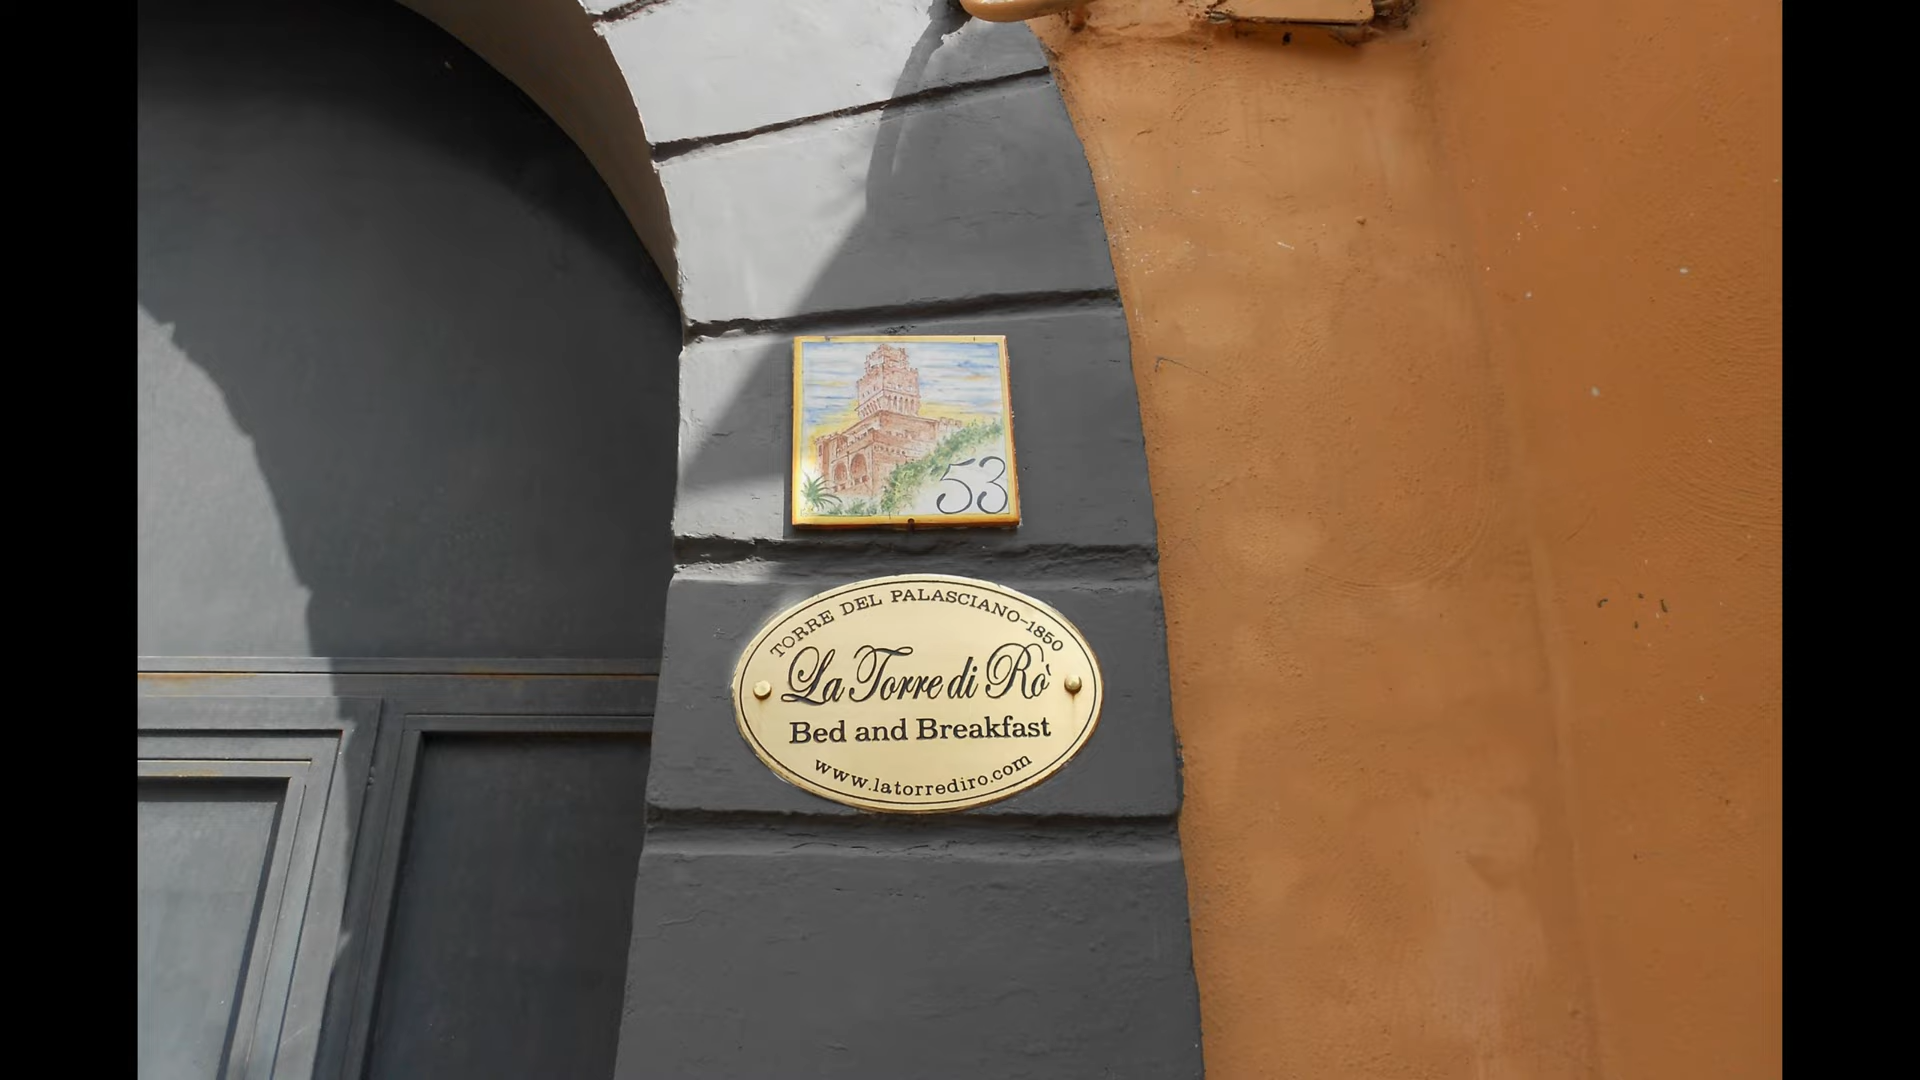 53
TORRE DEL PALASCIANO-1850
La Torre di Rò
Bed and Breakfast
www.latorrediro.com